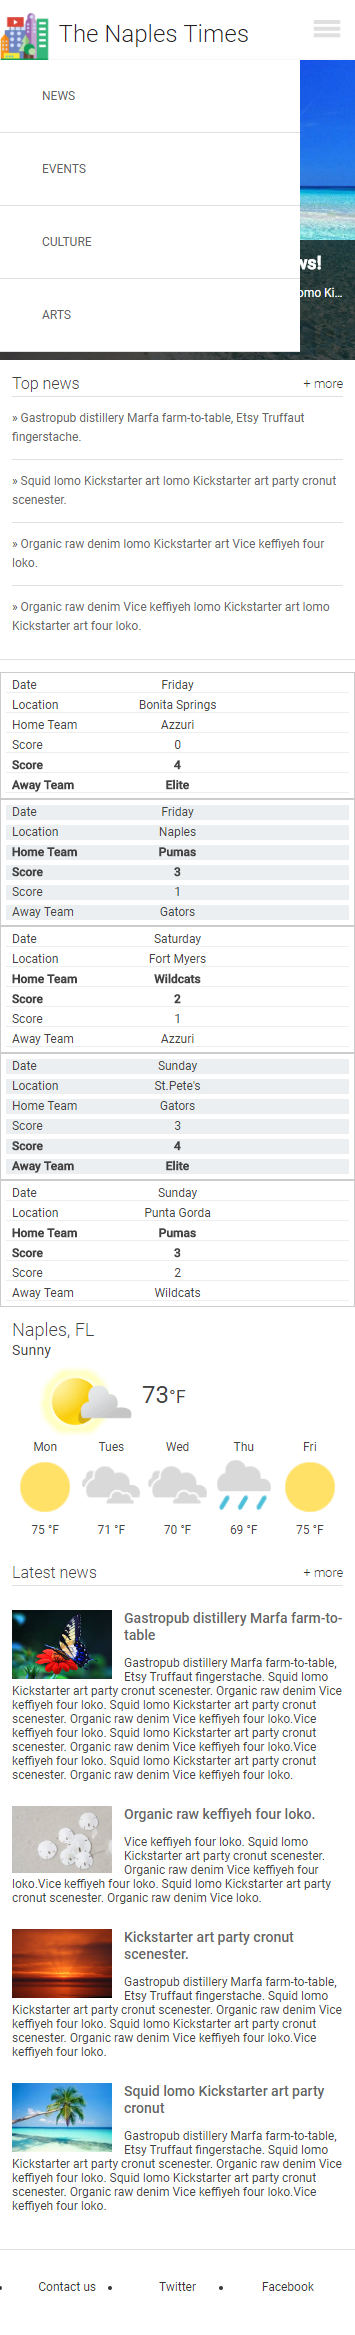 The Naples Times
NEWS
EVENTS
CULTURE
ARTS
ws!
omo Ki...
Top news
+ more
» Gastropub distillery Marfa farm-to-table, Etsy Truffaut
fingerstache.
» Squid lomo Kickstarter art lomo Kickstarter art party cronut
scenester.
» Organic raw denim lomo Kickstarter art Vice keffiyeh four
loko.
» Organic raw denim Vice keffiyeh lomo Kickstarter art lomo
Kickstarter art four loko.
Date Friday
Location Bonita Springs
Home Team Azzuri
Score 0
Score 4
Away Team Elite
Date Friday
Location Naples
Home Team Pumas
Score 3
Score 1
Away Team Gators
Date Saturday
Location Fort Myers
Home Team Wildcats
Score 2
Score 1
Away Team Azzuri
Date Sunday
Location St.Pete's
Home Team Gators
Score 3
Score 4
Away Team Elite
Date Sunday
Location Punta Gorda
Home Team Pumas
Score 3
Score 2
Away Team Wildcats
Naples, FL
Sunny
73°F
Mon Tues Wed Thu Fri
75 °F 71 °F 70 °F 69 °F 75 °F
Latest news
+ more
Gastropub distillery Marfa farm-to-
table
Gastropub distillery Marfa farm-to-table,
Etsy Truffaut fingerstache. Squid lomo
Kickstarter art party cronut scenester. Organic raw denim Vice
keffiyeh four loko. Squid lomo Kickstarter art party cronut
scenester. Organic raw denim Vice keffiyeh four loko.Vice
keffiyeh four loko. Squid lomo Kickstarter art party cronut
scenester. Organic raw denim Vice keffiyeh four loko.Vice
keffiyeh four loko. Squid lomo Kickstarter art party cronut
scenester. Organic raw denim Vice keffiyeh four loko.
Organic raw keffiyeh four loko.
Vice keffiyeh four loko. Squid lomo
Kickstarter art party cronut scenester.
Organic raw denim Vice keffiyeh four
loko.Vice keffiyeh four loko. Squid lomo Kickstarter art party
cronut scenester. Organic raw denim Vice loko.
Kickstarter art party cronut
scenester.
Gastropub distillery Marfa farm-to-table,
Etsy Truffaut fingerstache. Squid lomo
Kickstarter art party cronut scenester. Organic raw denim Vice
keffiyeh four loko. Squid lomo Kickstarter art party cronut
scenester. Organic raw denim Vice keffiyeh four loko.Vice
keffiyeh four loko.
Squid lomo Kickstarter art party
cronut
Gastropub distillery Marfa farm-to-table,
Etsy Truffaut fingerstache. Squid lomo
Kickstarter art party cronut scenester. Organic raw denim Vice
keffiyeh four loko. Squid lomo Kickstarter art party cronut
scenester. Organic raw denim Vice keffiyeh four loko.Vice
keffiyeh four loko.
• Contact us • Twitter • Facebook